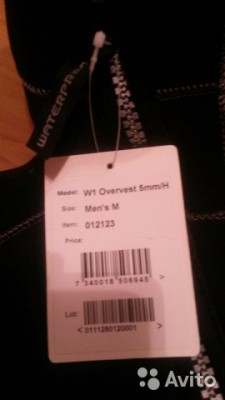 WATERPRO
Model: W1 Overvest 5mm/H
Size: Men's M
Item: 012123
Price:
7 340018 506945 >
Lot:
< 0111280120001 >
Avito